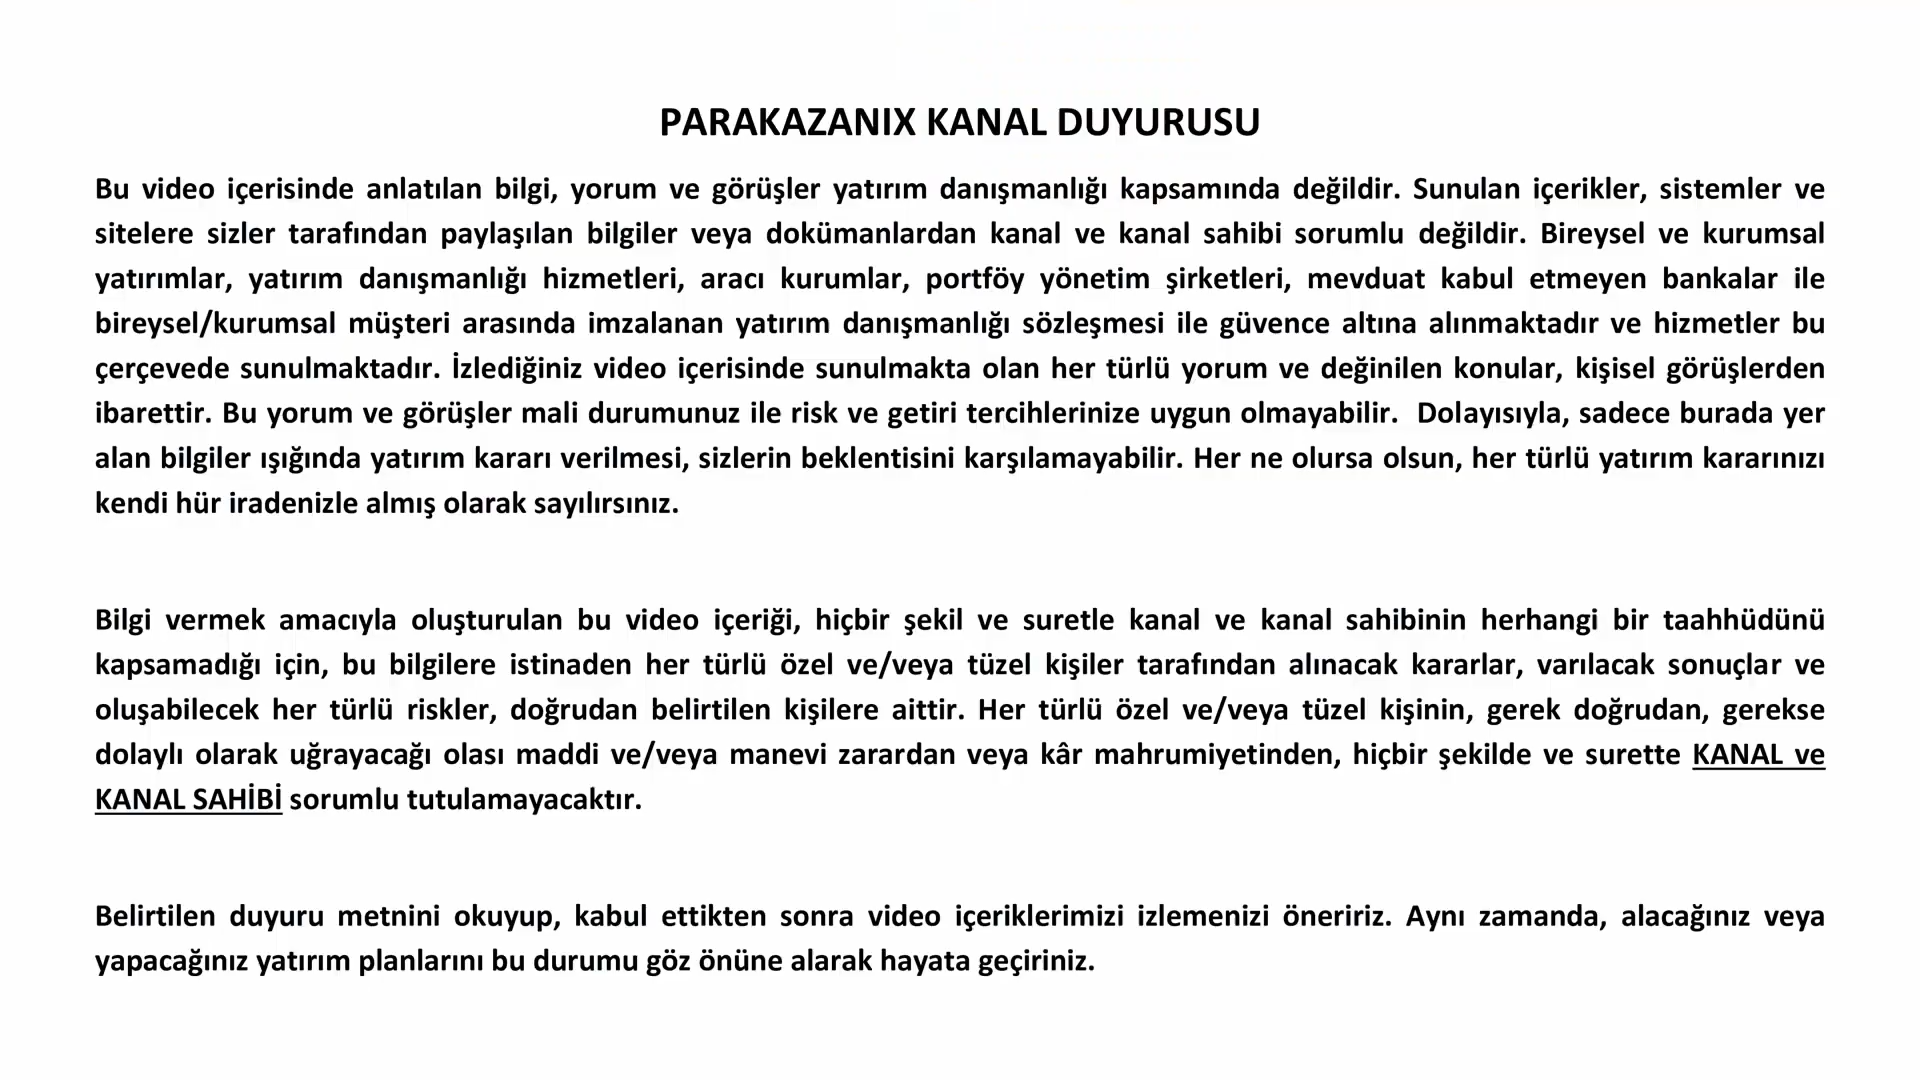 PARAKAZANIX KANAL DUYURUSU
Bu video içerisinde anlatılan bilgi, yorum ve görüşler yatırım danışmanlığı kapsamında değildir. Sunulan içerikler, sistemler ve
sitelere sizler tarafından paylaşılan bilgiler veya dokümanlardan kanal ve kanal sahibi sorumlu değildir. Bireysel ve kurumsal
yatırımlar, yatırım danışmanlığı hizmetleri, aracı kurumlar, portföy yönetim şirketleri, mevduat kabul etmeyen bankalar ile
bireysel/kurumsal müşteri arasında imzalanan yatırım danışmanlığı sözleşmesi ile güvence altına alınmaktadır ve hizmetler bu
çerçevede sunulmaktadır. İzlediğiniz video içerisinde sunulmakta olan her türlü yorum ve değinilen konular, kişisel görüşlerden
ibarettir. Bu yorum ve görüşler mali durumunuz ile risk ve getiri tercihlerinize uygun olmayabilir. Dolayısıyla, sadece burada yer
alan bilgiler ışığında yatırım kararı verilmesi, sizlerin beklentisini karşılamayabilir. Her ne olursa olsun, her türlü yatırım kararınızı
kendi hür iradenizle almış olarak sayılırsınız.
Bilgi vermek amacıyla oluşturulan bu video içeriği, hiçbir şekil ve suretle kanal ve kanal sahibinin herhangi bir taahhüdünü
kapsamadığı için, bu bilgilere istinaden her türlü özel ve/veya tüzel kişiler tarafından alınacak kararlar, varılacak sonuçlar ve
oluşabilecek her türlü riskler, doğrudan belirtilen kişilere aittir. Her türlü özel ve/veya tüzel kişinin, gerek doğrudan, gerekse
dolaylı olarak uğrayacağı olası maddi ve/veya manevi zarardan veya kâr mahrumiyetinden, hiçbir şekilde ve surette KANAL ve
KANAL SAHİBİ sorumlu tutulamayacaktır.
Belirtilen duyuru metnini okuyup, kabul ettikten sonra video içeriklerimizi izlemenizi öneririz. Aynı zamanda, alacağınız veya
yapacağınız yatırım planlarını bu durumu göz önüne alarak hayata geçiriniz.